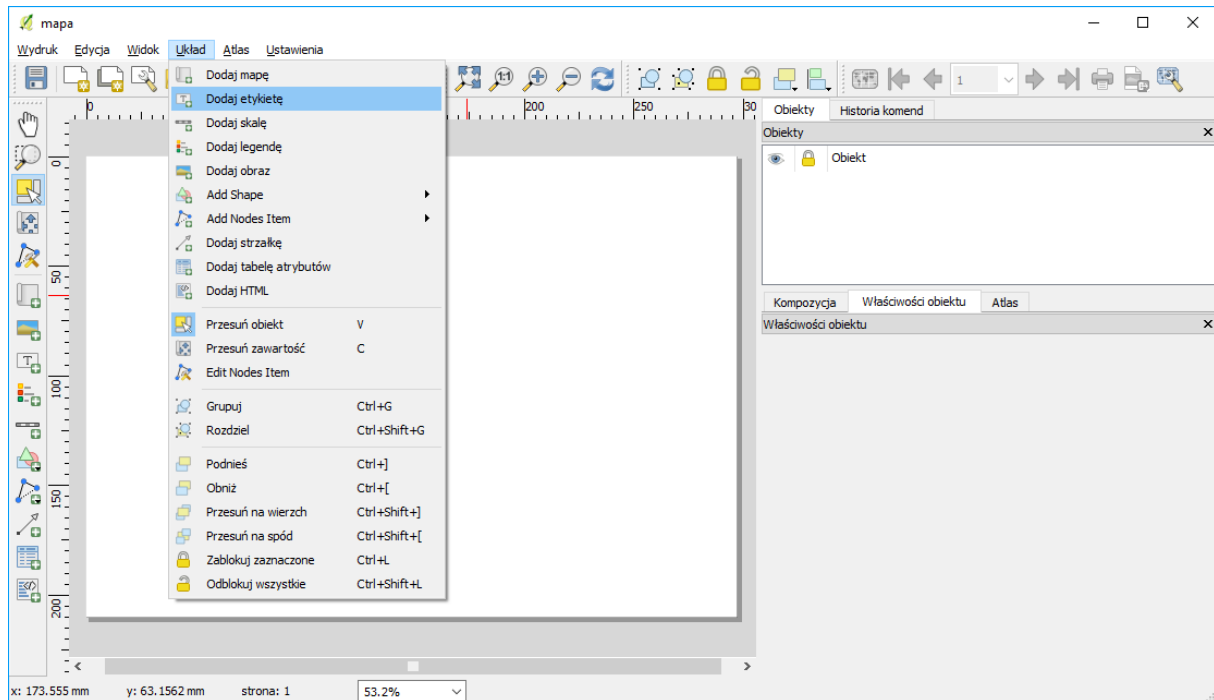 mapa
Wydruk Edycja Widok Układ Atlas Ustawienia
Dodaj mapę
Dodaj etykietę
Dodaj skalę
Dodaj legendę
Dodaj obraz
Add Shape
Add Nodes Item
Dodaj strzałkę
Dodaj tabelę atrybutów
Dodaj HTML
Przesuń obiekt V
Przesuń zawartość C
Edit Nodes Item
Grupuj Ctrl+G
Rozdziel Ctrl+Shift+G
Podnieś Ctrl+]
Obniż Ctrl+[
Przesuń na wierzch Ctrl+Shift+]
Przesuń na spód Ctrl+Shift+[
Zablokuj zaznaczone Ctrl+L
Odblokuj wszystkie Ctrl+Shift+L
1:1
1
0 200 250 30
0
50
100
150
200
Obiekty Historia komend
Obiekty
Obiekt
Kompozycja Właściwości obiektu Atlas
Właściwości obiektu
x: 173.555 mm y: 63.1562 mm strona: 1 53.2%